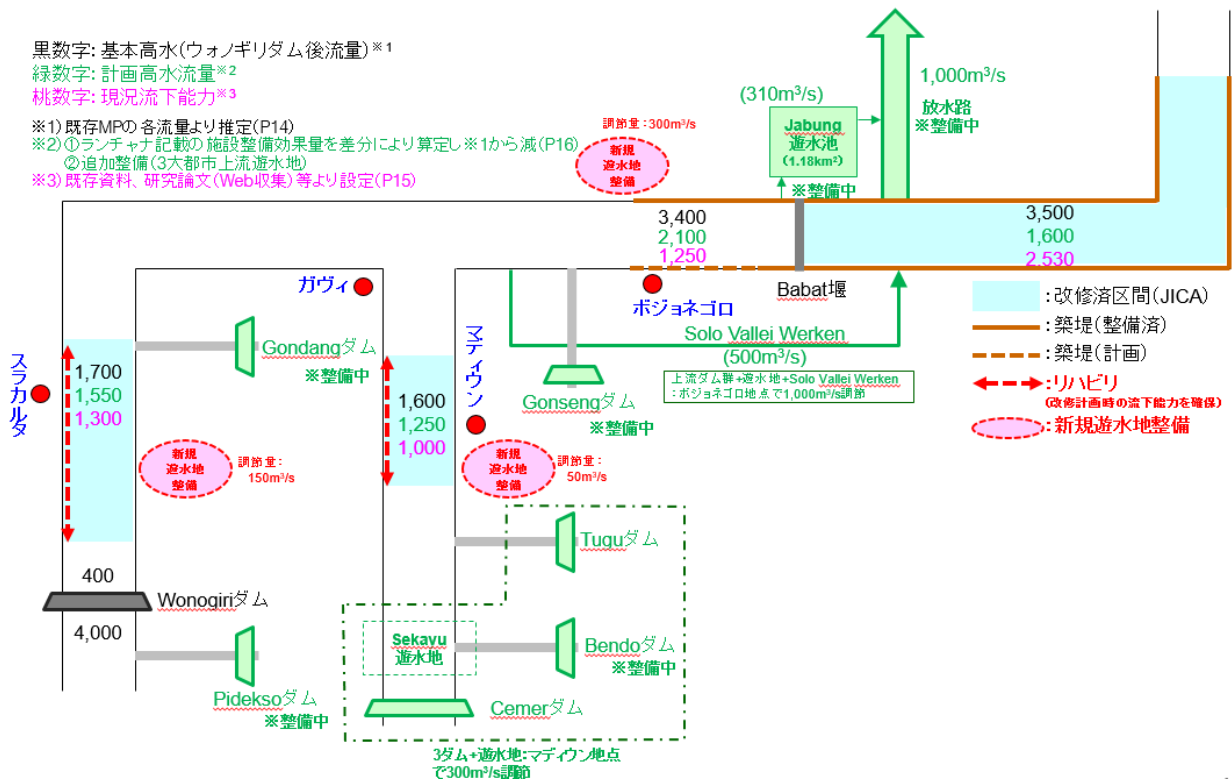 黒数字: 基本高水(ウォノギリダム後流量)※1
緑数字: 計画高水流量※2
桃数字: 現況流下能力※3
※1) 既存MPの各流量より推定(P14)
※2) ①ランチャナ記載の施設整備効果量を差分により算定し※1から減(P16)
②追加整備(3大都市上流遊水地)
※3) 既存資料、研究論文(Web収集)等より設定(P15)
調節量：300m³/s
新規
遊水地
整備
(310m³/s)
Jabung
遊水池
(1.18km²)
※整備中
1,000m³/s
放水路
※整備中
3,400
2,100
1,250
3,500
1,600
2,530
Babat堰
ボジョネゴロ
ガヴィ
マディウン
スラカルタ
Solo Vallei Werken
(500m³/s)
上流ダム群+遊水地+Solo Vallei Werken
：ボジョネゴロ地点で1,000m³/s調節
Gondangダム
※整備中
Gonsengダム
※整備中
1,700
1,550
1,300
1,600
1,250
1,000
新規
遊水地
整備
調節量：
150m³/s
新規
遊水地
整備
調節量：
50m³/s
：改修済区間(JICA)
：築堤(整備済)
：築堤(計画)
：リハビリ
(改修計画時の流下能力を確保)
：新規遊水地整備
400
Wonogiriダム
4,000
Pideksoダム
※整備中
Tuguダム
Sekayu
遊水地
Bendoダム
※整備中
Cemerダム
3ダム+遊水地：マディウン地点
で300m³/s調節